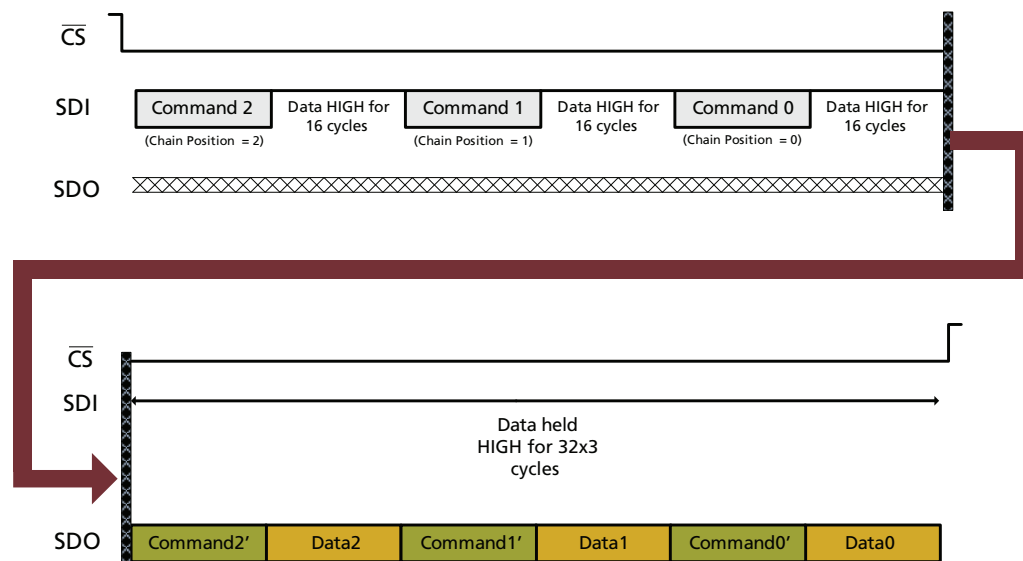 CS
SDI
Command 2
Data HIGH for
16 cycles
Command 1
Data HIGH for
16 cycles
Command 0
Data HIGH for
16 cycles
(Chain Position = 2)
(Chain Position = 1)
(Chain Position = 0)
SDO
CS
SDI
Data held
HIGH for 32x3
cycles
SDO
Command2’
Data2
Command1’
Data1
Command0’
Data0